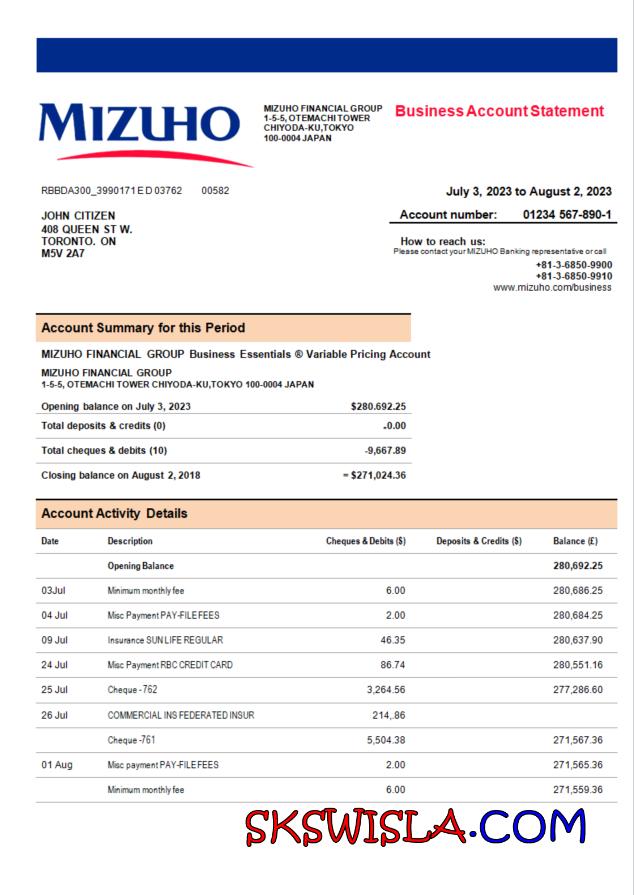 MIZUHO
MIZUHO FINANCIAL GROUP
1-5-5, OTEMACHI TOWER
CHIYODA-KU,TOKYO
100-0004 JAPAN
Business Account Statement
RBBDA300_3990171 E D 03762 00582
July 3, 2023 to August 2, 2023
JOHN CITIZEN
408 QUEEN ST W.
TORONTO. ON
M5V 2A7
Account number: 01234 567-890-1
How to reach us:
Please contact your MIZUHO Banking representive or call
+81-3-6850-9900
+81-3-6850-9910
www.mizuho.com/business
Account Summary for this Period
MIZUHO FINANCIAL GROUP Business Essentials ® Variable Pricing Account
MIZUHO FINANCIAL GROUP
1-5-5, OTEMACHI TOWER CHIYODA-KU,TOKYO 100-0004 JAPAN
Opening balance on July 3, 2023 $280.692.25
Total deposits & credits (0) -0.00
Total cheques & debits (10) -9,667.89
Closing balance on August 2, 2018 = $271,024.36
Account Activity Details
Date Description Cheques & Debits ($) Deposits & Credits ($) Balance (£)
Opening Balance 280,692.25
03Jul Minimum monthly fee 6.00 280,686.25
04 Jul Misc Payment PAY-FILE FEES 2.00 280,684.25
09 Jul Insurance SUN LIFE REGULAR 46.35 280,637.90
24 Jul Misc Payment RBC CREDIT CARD 86.74 280,551.16
25 Jul Cheque -762 3,264.56 277,286.60
26 Jul COMMERCIAL INS FEDERATED INSUR 214,.86
Cheque -761 5,504.38 271,567.36
01 Aug Misc payment PAY-FILE FEES 2.00 271,565.36
Minimum monthly fee 6.00 271,559.36
SKSWISLA.COM